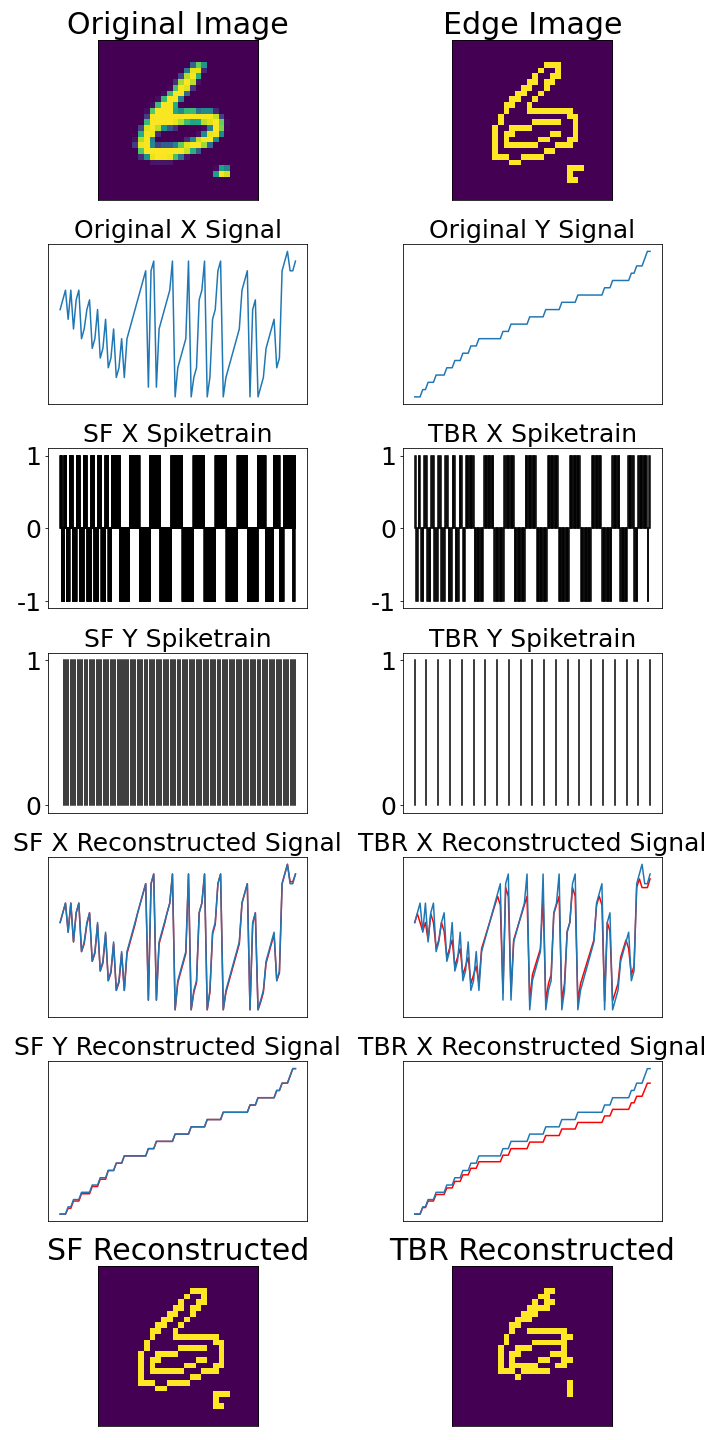 Original Image Edge Image
Original X Signal Original Y Signal
SF X Spiketrain TBR X Spiketrain
1 1
0 0
-1 -1
SF Y Spiketrain TBR Y Spiketrain
1 1
0 0
SF X Reconstructed Signal TBR X Reconstructed Signal
SF Y Reconstructed Signal TBR X Reconstructed Signal
SF Reconstructed TBR Reconstructed